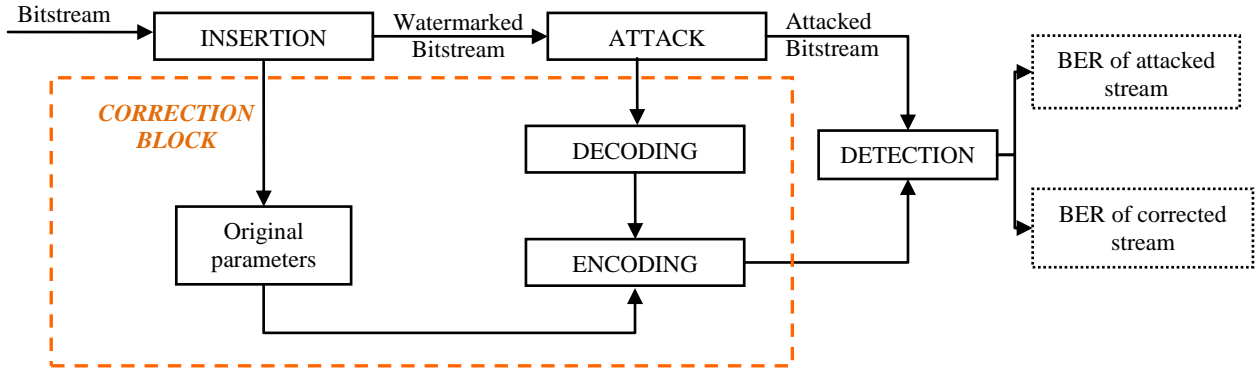 Bitstream
INSERTION
Watermarked
Bitstream
ATTACK
Attacked
Bitstream
BER of attacked
stream
CORRECTION
BLOCK
DECODING
DETECTION
Original
parameters
ENCODING
BER of corrected
stream